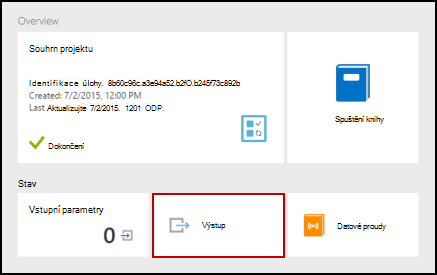 Overview
Souhrn projektu
Identifikace úlohy. 8b60c96c.a3e94a52.b2fO.b245f73c892b
Created: 7/2/2015, 12:00 PM
Last Aktualizujte 7/2/2015. 1201 ODP.
Dokončení
Spuštění knihy
Stav
Vstupní parametry
0
Výstup
Datové proudy